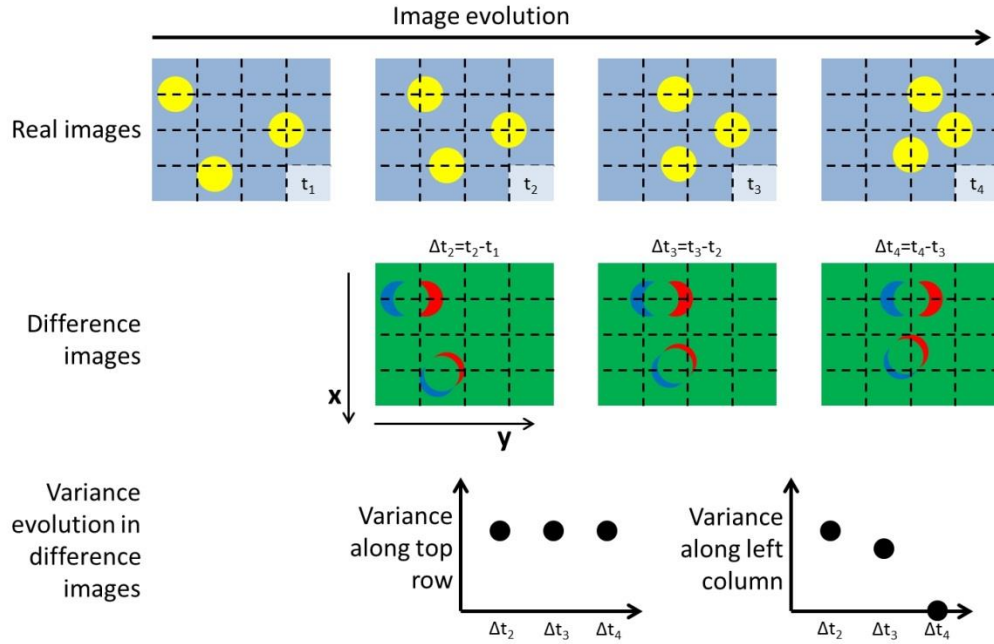 Image evolution
Real images
t1
t2
t3
t4
Δt2=t2-t1
Δt3=t3-t2
Δt4=t4-t3
Difference
images
x
y
Variance
evolution in
difference
images
Variance
along top
row
Δt2
Δt3
Δt4
Variance
along left
column
Δt2
Δt3
Δt4